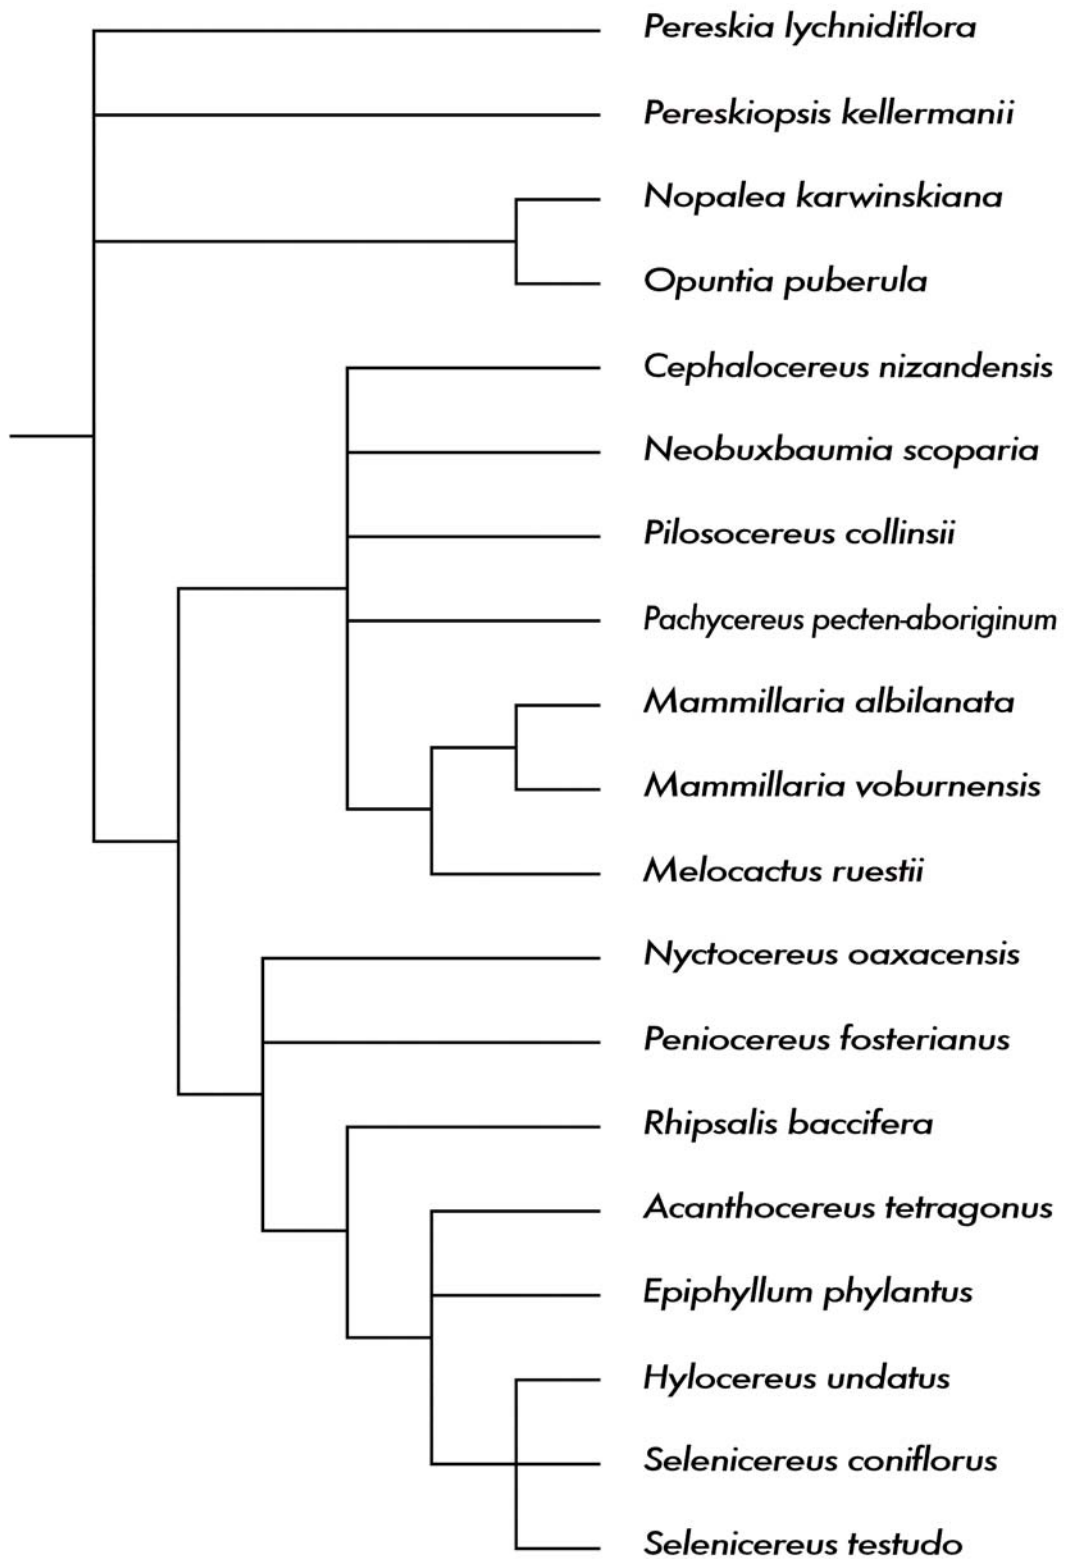 Pereskia lychnidiflora
Pereskiopsis kellermanii
Nopalea karwinskiana
Opuntia puberula
Cephalocereus nizandensis
Neobuxbaumia scoparia
Pilosocereus collinsii
Pachycereus pecten-aboriginum
Mammillaria albilanata
Mammillaria voburnensis
Melocactus ruestii
Nyctocereus oaxacensis
Peniocereus fosterianus
Rhipsalis baccifera
Acanthocereus tetragonus
Epiphyllum phylantus
Hylocereus undatus
Selenicereus coniflorus
Selenicereus testudo